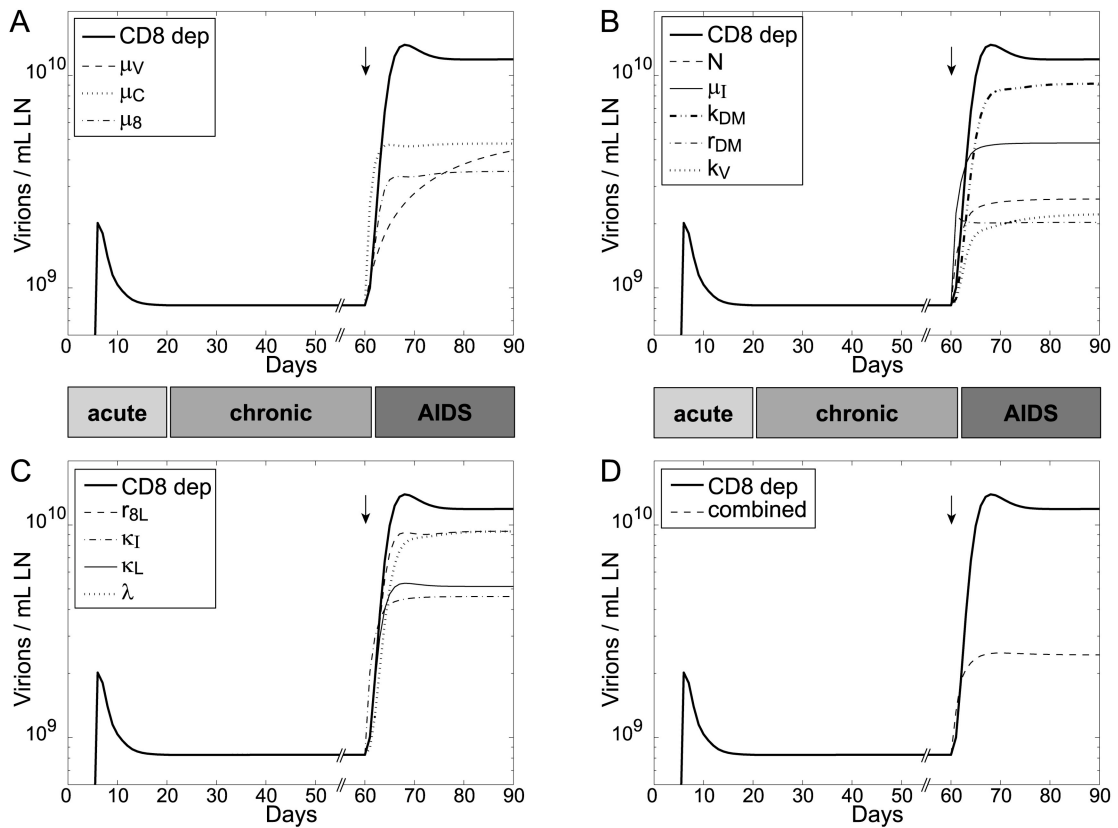 A
CD8 dep
μV
μC
μ8
10^10
10^9
Virions / mL LN
0 10 20 30 40 50 60 70 80 90
Days
B
CD8 dep
N
μI
kDM
rDM
kV
10^10
10^9
Virions / mL LN
0 10 20 30 40 50 60 70 80 90
Days
acute chronic AIDS
acute chronic AIDS
C
CD8 dep
r8L
κI
κL
λ
10^10
10^9
Virions / mL LN
0 10 20 30 40 50 60 70 80 90
Days
D
CD8 dep
combined
10^10
10^9
Virions / mL LN
0 10 20 30 40 50 60 70 80 90
Days